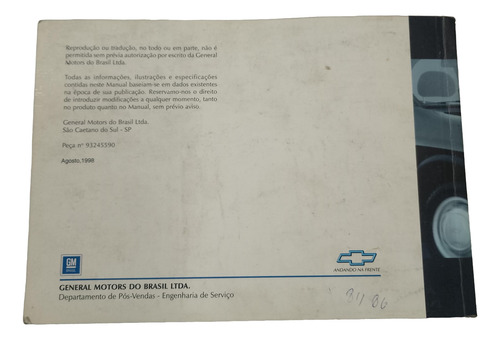 Reprodução ou tradução, no todo ou em parte, não é
permitida sem prévia autorização por escrito da General
Motors do Brasil Ltda.
Todas as informações, ilustrações e especificações
contidas neste Manual baseiam-se em dados existentes
na época de sua publicação. Reservamo-nos o direito
de introduzir modificações a qualquer momento, tanto
no produto quanto no Manual, sem prévio aviso.
General Motors do Brasil Ltda.
São Caetano do Sul - SP
Peça nº 93245590
Agosto.1998
GM
BRASIL
ANDANDO NA FRENTE
GENERAL MOTORS DO BRASIL LTDA.
Departamento de Pós-Vendas - Engenharia de Serviço